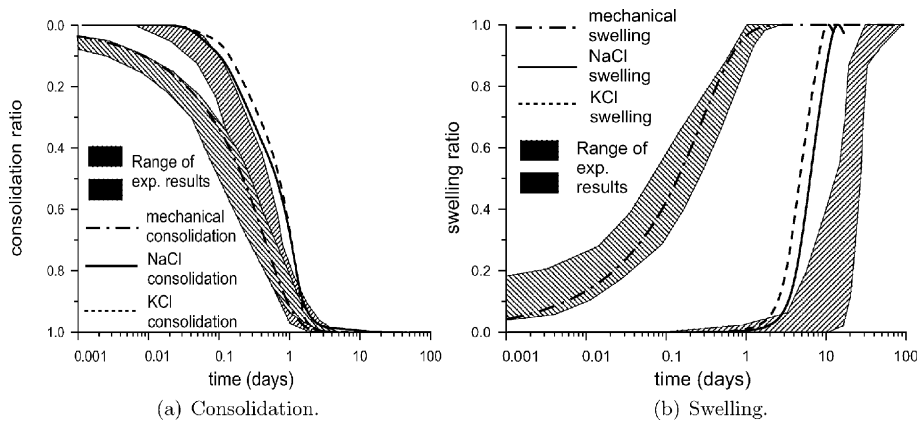 0.0
0.2
0.4
0.6
0.8
1.0
consolidation ratio
Range of
exp. results
mechanical
consolidation
NaCl
consolidation
KCl
consolidation
0.001 0.01 0.1 1 10 100
time (days)
(a) Consolidation.
1.0
0.8
0.6
0.4
0.2
0.0
swelling ratio
mechanical
swelling
NaCl
swelling
KCl
swelling
Range of
exp.
results
0.001 0.01 0.1 1 10 100
time (days)
(b) Swelling.